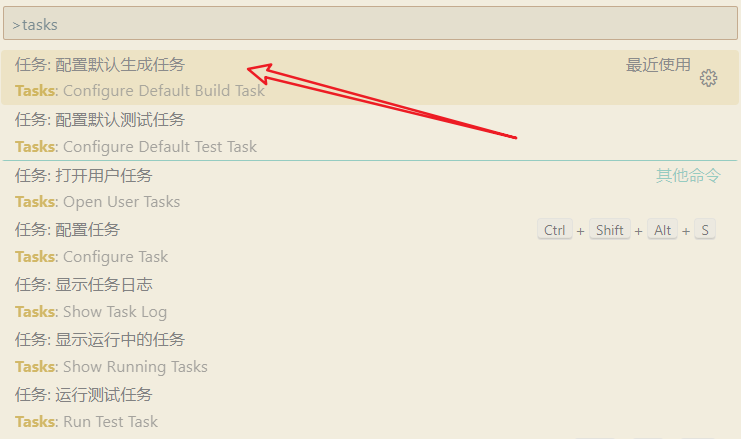 >tasks
任务: 配置默认生成任务 最近使用
Tasks: Configure Default Build Task
任务: 配置默认测试任务
Tasks: Configure Default Test Task
任务: 打开用户任务 其他命令
Tasks: Open User Tasks
任务: 配置任务 Ctrl + Shift + Alt + S
Tasks: Configure Task
任务: 显示任务日志
Tasks: Show Task Log
任务: 显示运行中的任务
Tasks: Show Running Tasks
任务: 运行测试任务
Tasks: Run Test Task